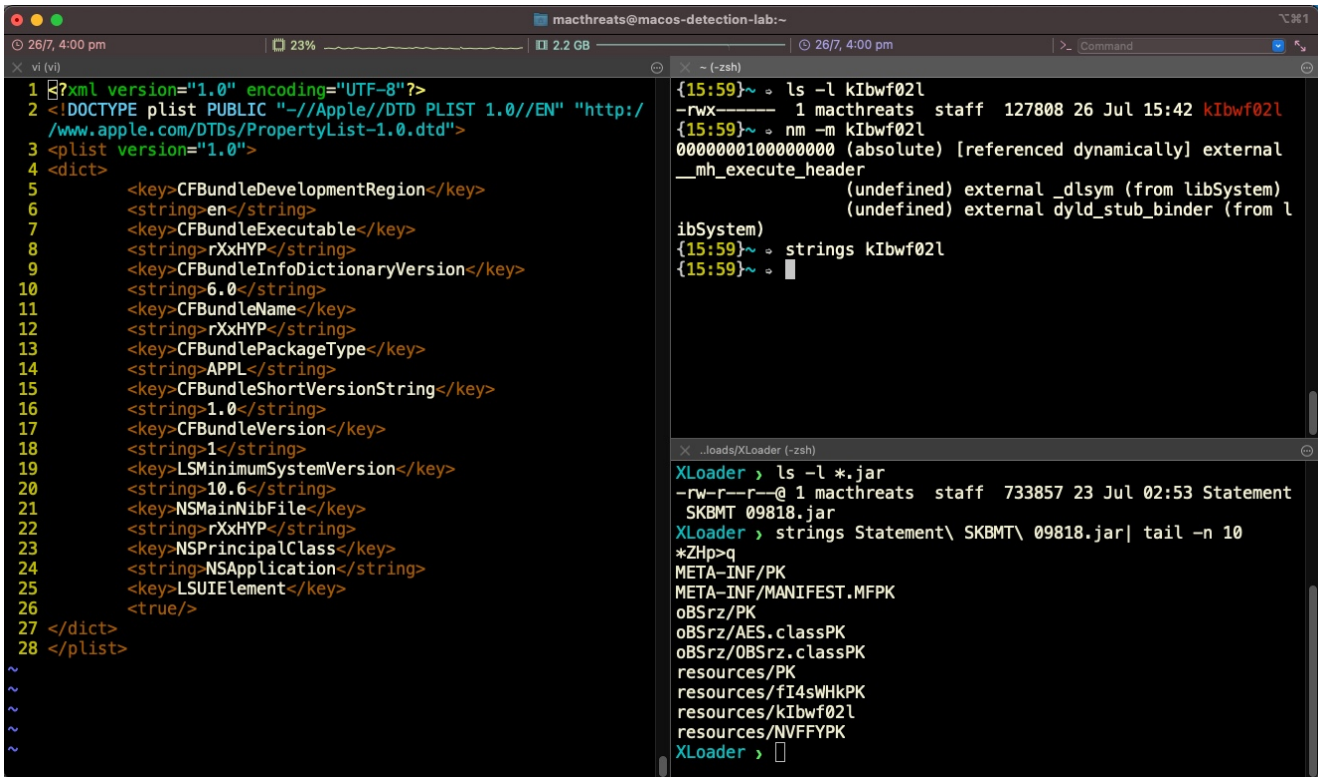 macthreats@macos-detection-lab:~
⌥⌘1
26/7, 4:00 pm
23%
2.2 GB
26/7, 4:00 pm
Command
vi (vi)
1 <?xml version="1.0" encoding="UTF-8"?>
2 <!DOCTYPE plist PUBLIC "-//Apple//DTD PLIST 1.0//EN" "http:/
/www.apple.com/DTDs/PropertyList-1.0.dtd">
3 <plist version="1.0">
4 <dict>
5 <key>CFBundleDevelopmentRegion</key>
6 <string>en</string>
7 <key>CFBundleExecutable</key>
8 <string>rXxHYP</string>
9 <key>CFBundleInfoDictionaryVersion</key>
10 <string>6.0</string>
11 <key>CFBundleName</key>
12 <string>rXxHYP</string>
13 <key>CFBundlePackageType</key>
14 <string>APPL</string>
15 <key>CFBundleShortVersionString</key>
16 <string>1.0</string>
17 <key>CFBundleVersion</key>
18 <string>1</string>
19 <key>LSMinimumSystemVersion</key>
20 <string>10.6</string>
21 <key>NSMainNibFile</key>
22 <string>rXxHYP</string>
23 <key>NSPrincipalClass</key>
24 <string>NSApplication</string>
25 <key>LSUIElement</key>
26 <true/>
27 </dict>
28 </plist>
~
~
~
~
~
~ (-zsh)
{15:59}~ ➭ ls -l kIbwf02l
-rwx------ 1 macthreats staff 127808 26 Jul 15:42 kIbwf02l
{15:59}~ ➭ nm -m kIbwf02l
0000000100000000 (absolute) [referenced dynamically] external
__mh_execute_header
(undefined) external _dlsym (from libSystem)
(undefined) external dyld_stub_binder (from l
ibSystem)
{15:59}~ ➭ strings kIbwf02l
{15:59}~ ➭
..loads/XLoader (-zsh)
XLoader ❯ ls -l *.jar
-rw-r--r--@ 1 macthreats staff 733857 23 Jul 02:53 Statement
SKBMT 09818.jar
XLoader ❯ strings Statement\ SKBMT\ 09818.jar| tail -n 10
*ZHp>q
META-INF/PK
META-INF/MANIFEST.MFPK
oBSrz/PK
oBSrz/AES.classPK
oBSrz/OBSrz.classPK
resources/PK
resources/fI4sWHkPK
resources/kIbwf02l
resources/NVFFYPK
XLoader ❯